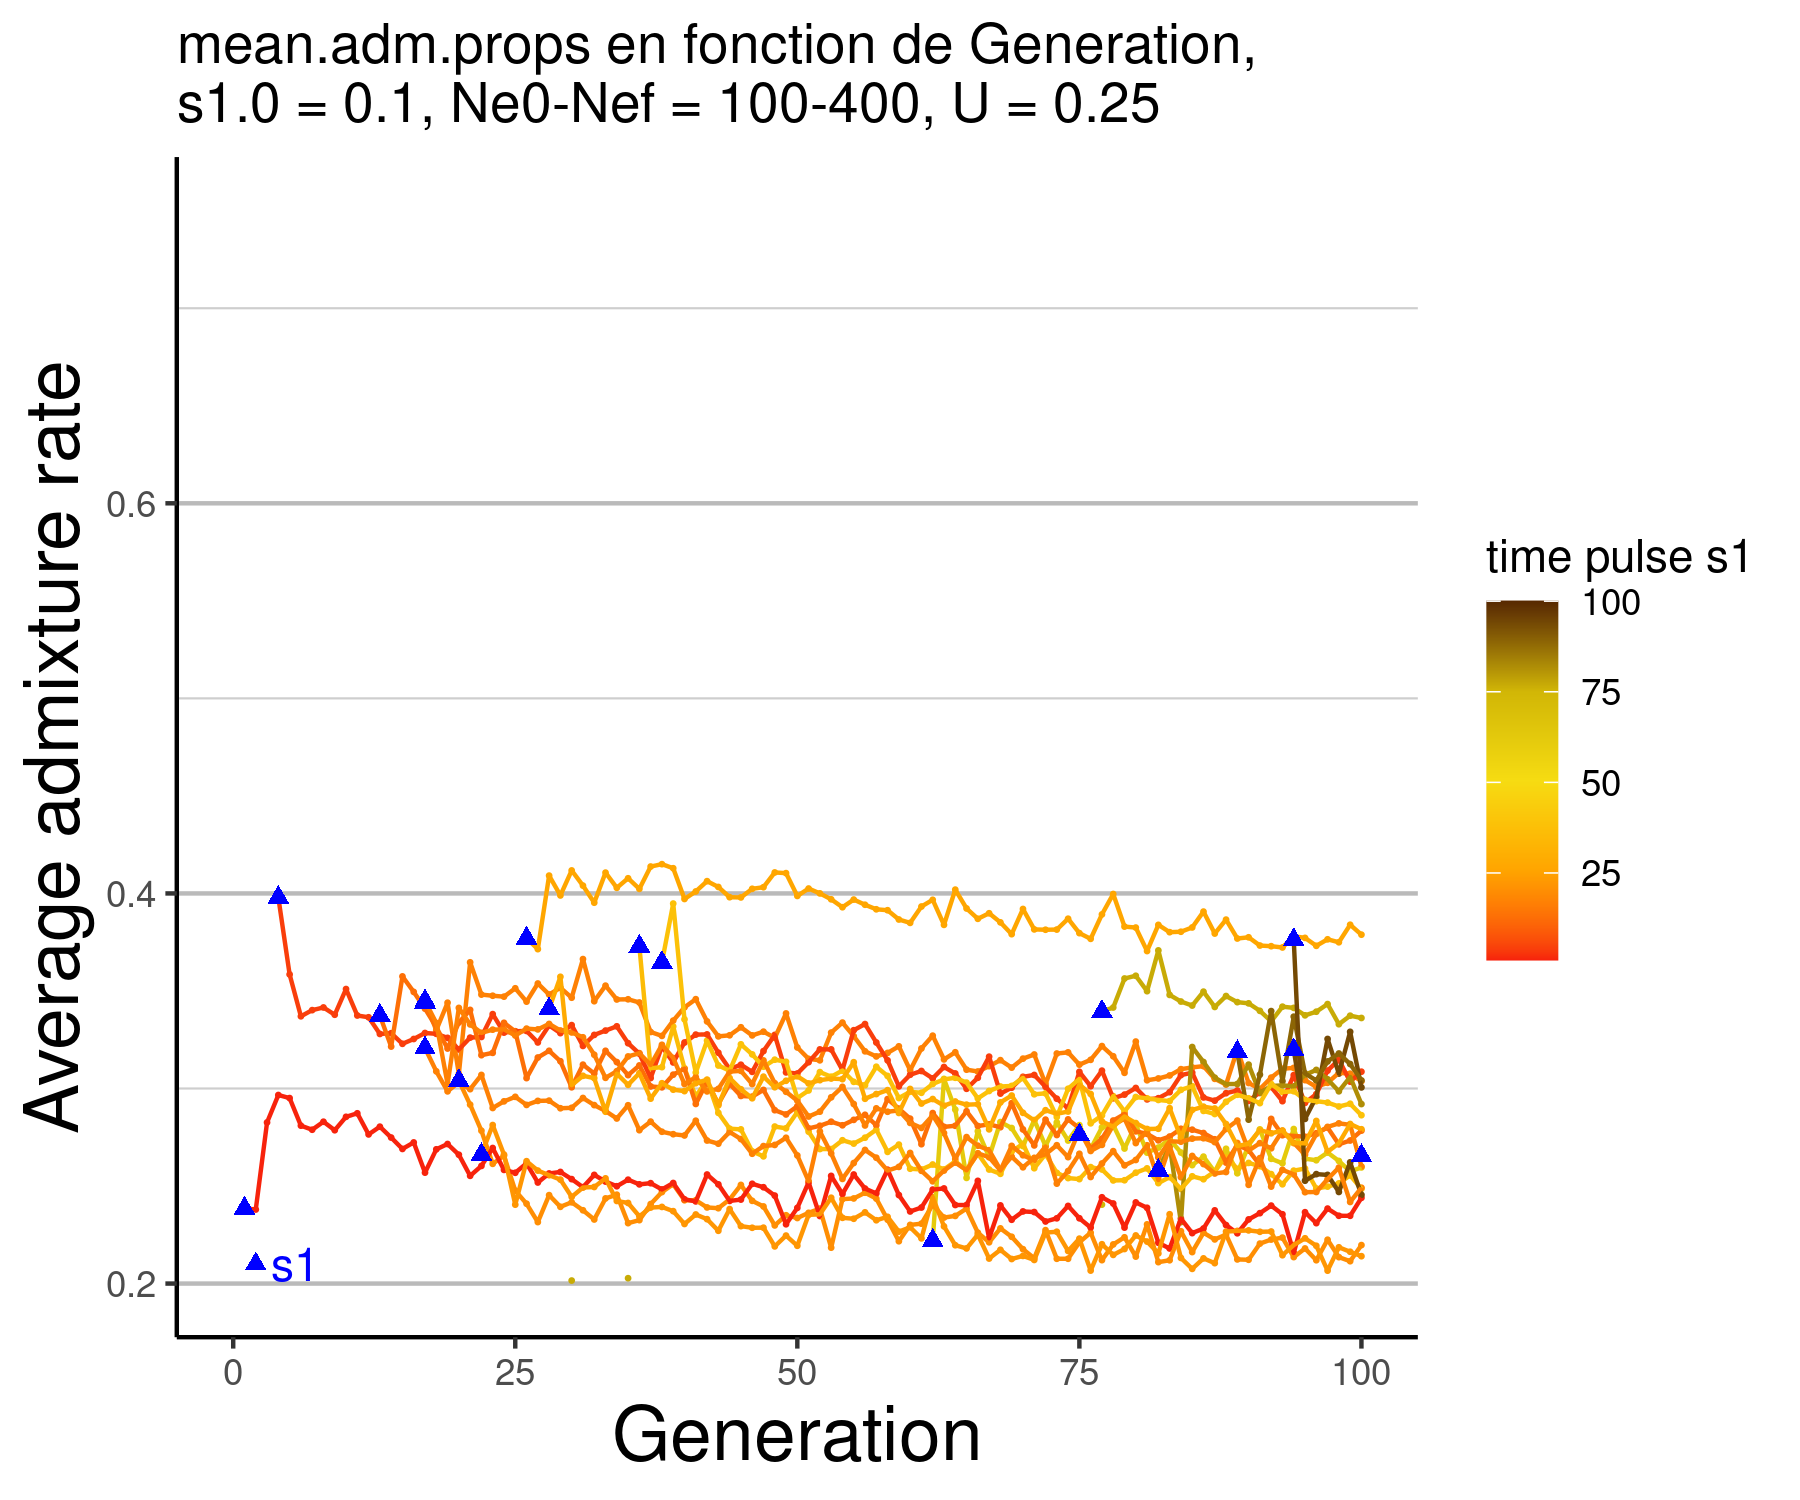 mean.adm.props en fonction de Generation,
s1.0 = 0.1, Ne0-Nef = 100-400, U = 0.25
Average admixture rate
0.6
0.4
0.2
s1
0 25 50 75 100
Generation
time pulse s1
100
75
50
25